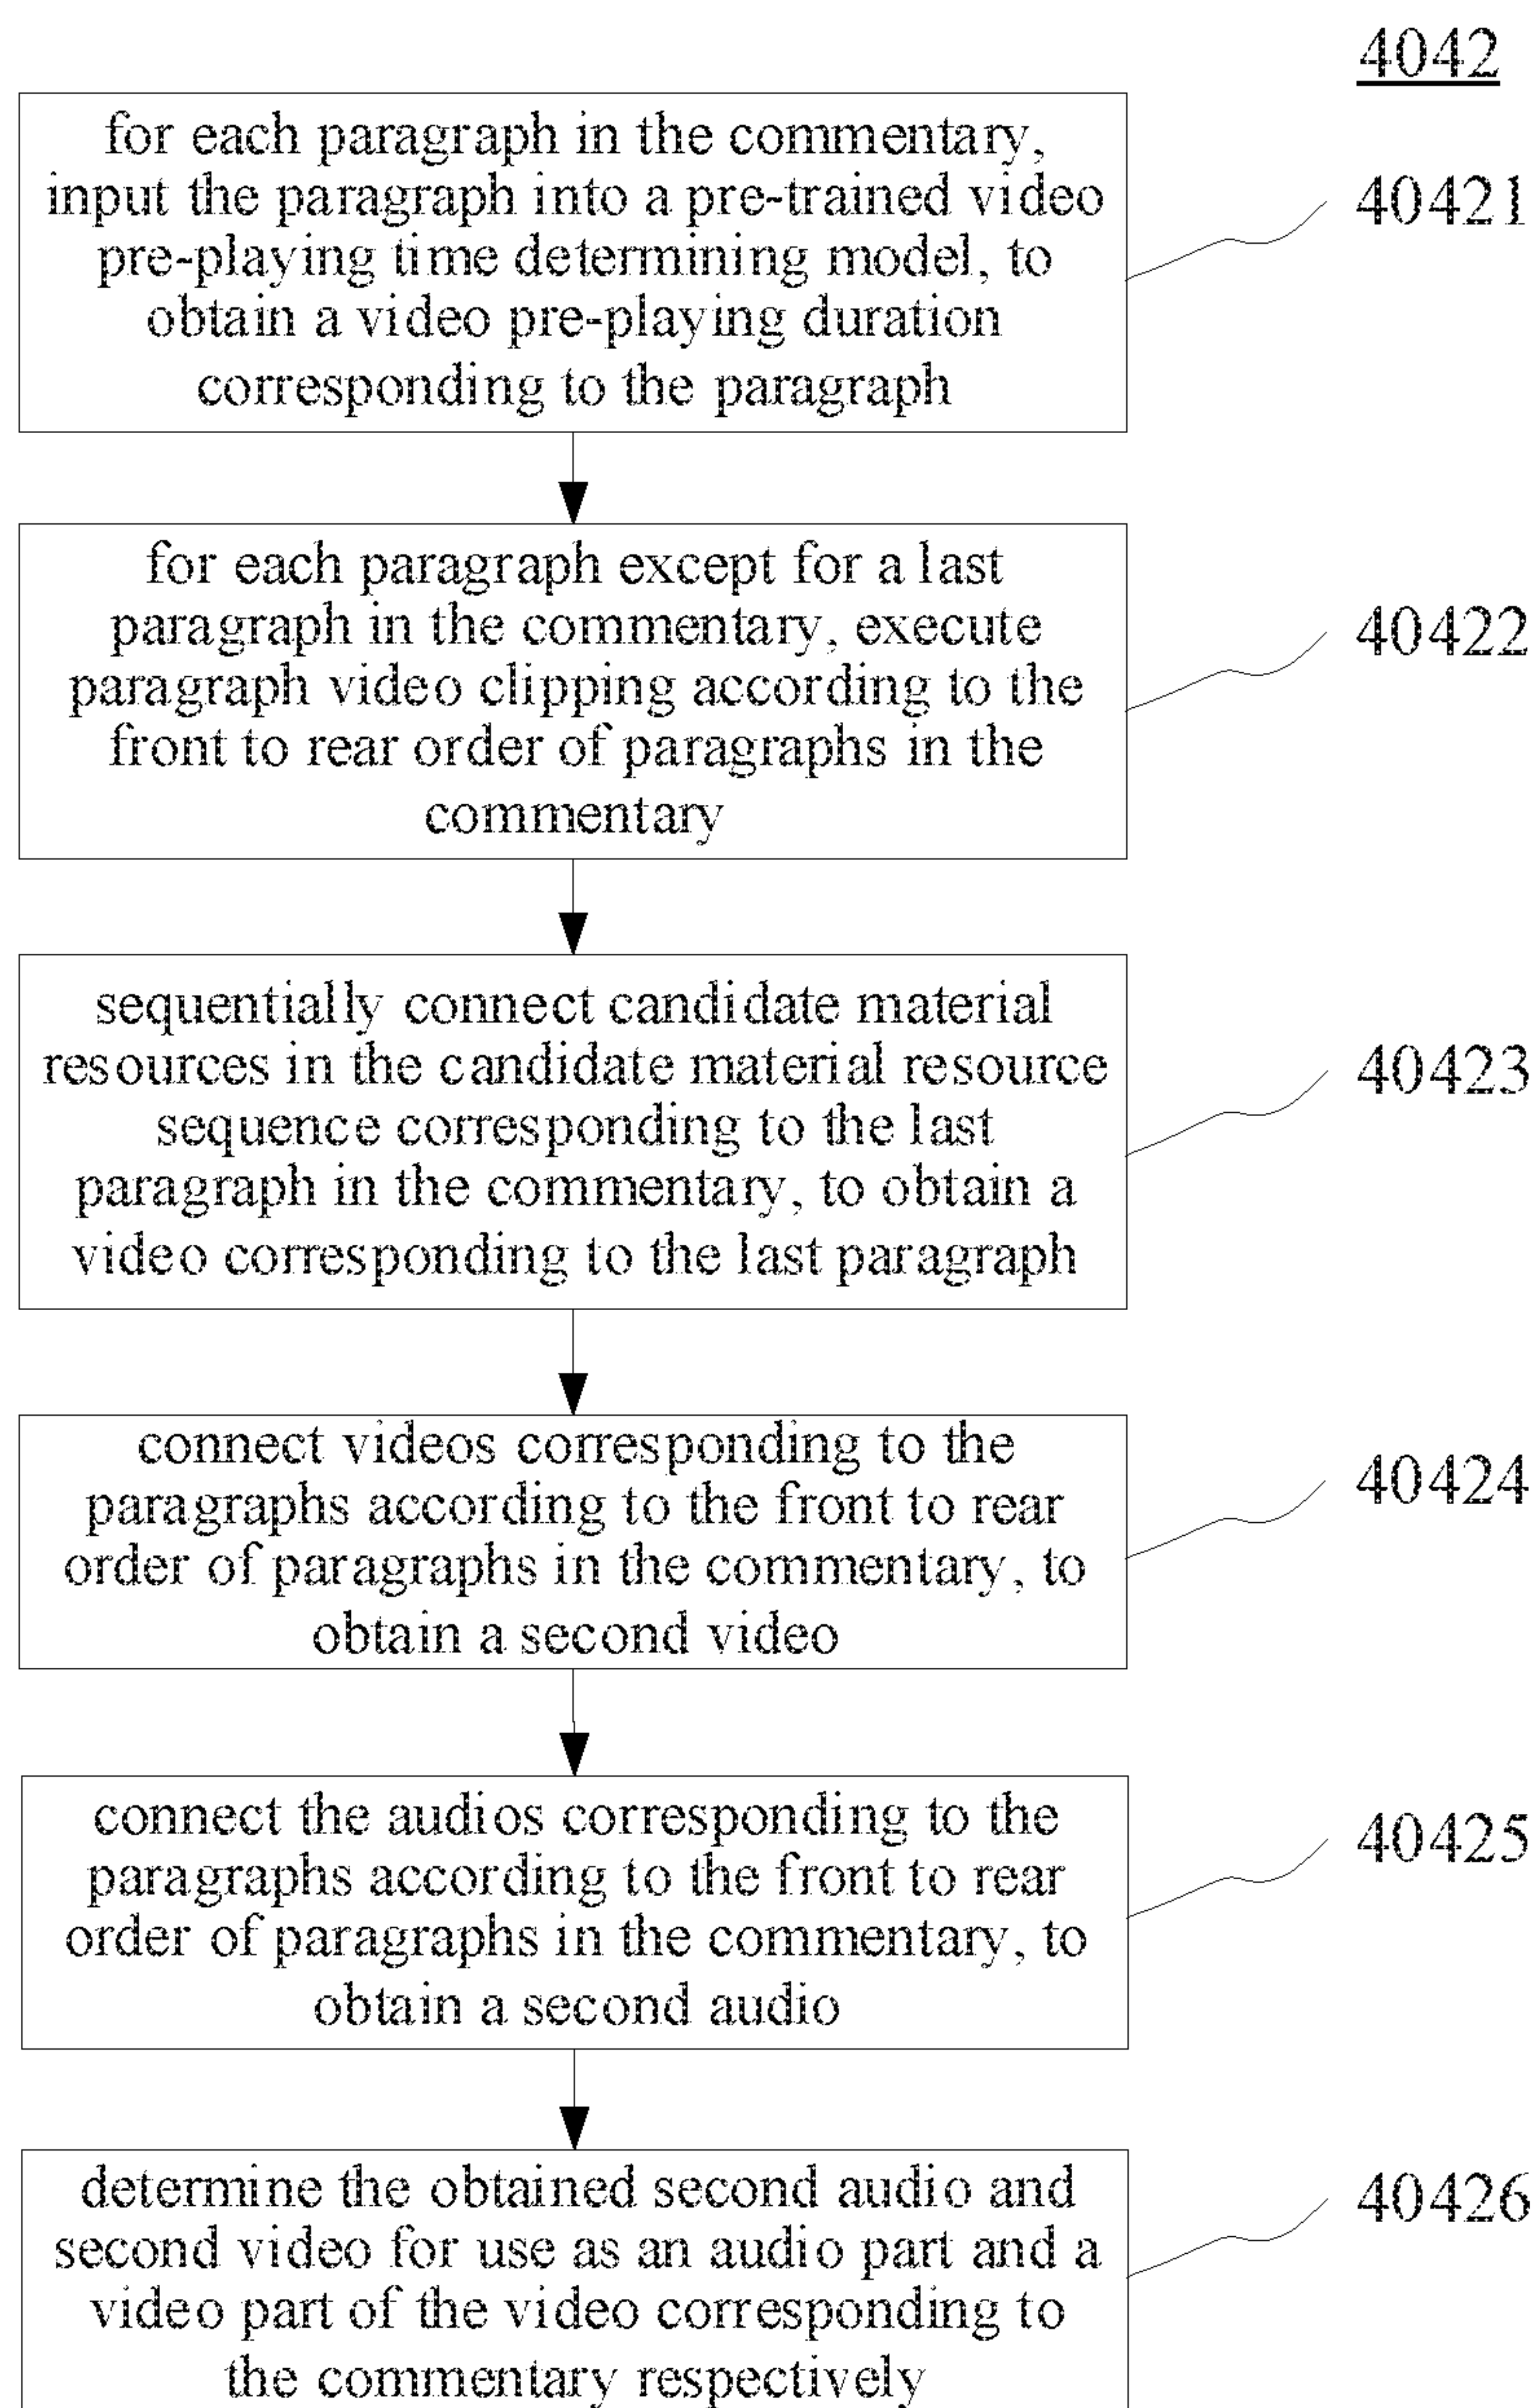 4042
for each paragraph in the commentary,
input the paragraph into a pre-trained video
pre-playing time determining model, to
obtain a video pre-playing duration
corresponding to the paragraph
40421
for each paragraph except for a last
paragraph in the commentary, execute
paragraph video clipping according to the
front to rear order of paragraphs in the
commentary
40422
sequentially connect candidate material
resources in the candidate material resource
sequence corresponding to the last
paragraph in the commentary, to obtain a
video corresponding to the last paragraph
40423
connect videos corresponding to the
paragraphs according to the front to rear
order of paragraphs in the commentary, to
obtain a second video
40424
connect the audios corresponding to the
paragraphs according to the front to rear
order of paragraphs in the commentary, to
obtain a second audio
40425
determine the obtained second audio and
second video for use as an audio part and a
video part of the video corresponding to
the commentary respectively
40426